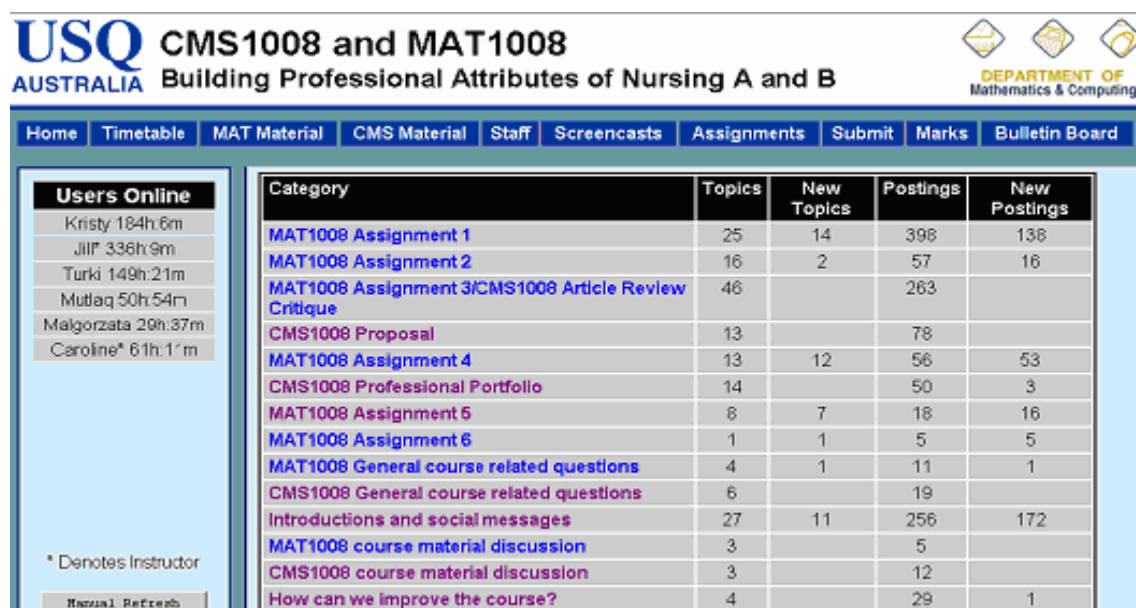 USQ
AUSTRALIA
CMS1008 and MAT1008
Building Professional Attributes of Nursing A and B
DEPARTMENT OF
Mathematics & Computing
Home Timetable MAT Material CMS Material Staff Screencasts Assignments Submit Marks Bulletin Board
Users Online
Kristy 184h:6m
Jill* 336h:9m
Turki 149h:21m
Mutlaq 50h:54m
Malgorzata 29h:37m
Caroline*
* Denotes Instructor
Manual Refresh
Category Topics New Topics Postings New Postings
MAT1008 Assignment 1 25 14 398 138
MAT1008 Assignment 2 16 2 57 16
MAT1008 Assignment 3/CMS1008 Article Review 46 263
Critique
CMS1008 Proposal 13 78
MAT1008 Assignment 4 13 12 56 53
CMS1008 Professional Portfolio 14 50 3
MAT1008 Assignment 5 8 7 18 16
MAT1008 Assignment 6 1 1 5 5
MAT1008 General course related questions 4 1 11 1
CMS1008 General course related questions 6 19
Introductions and social messages 27 11 256 172
MAT1008 course material discussion 3 5
CMS1008 course material discussion 3 12
How can we improve the course? 4 29 1